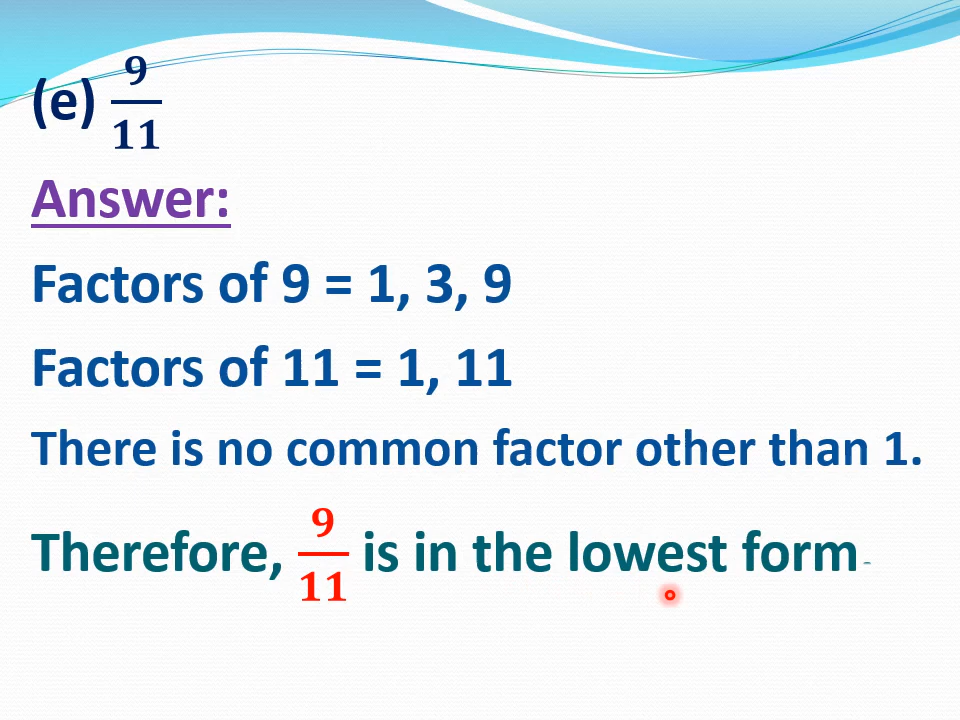 (e) 9/11
Answer:
Factors of 9 = 1, 3, 9
Factors of 11 = 1, 11
There is no common factor other than 1.
Therefore, 9/11 is in the lowest form